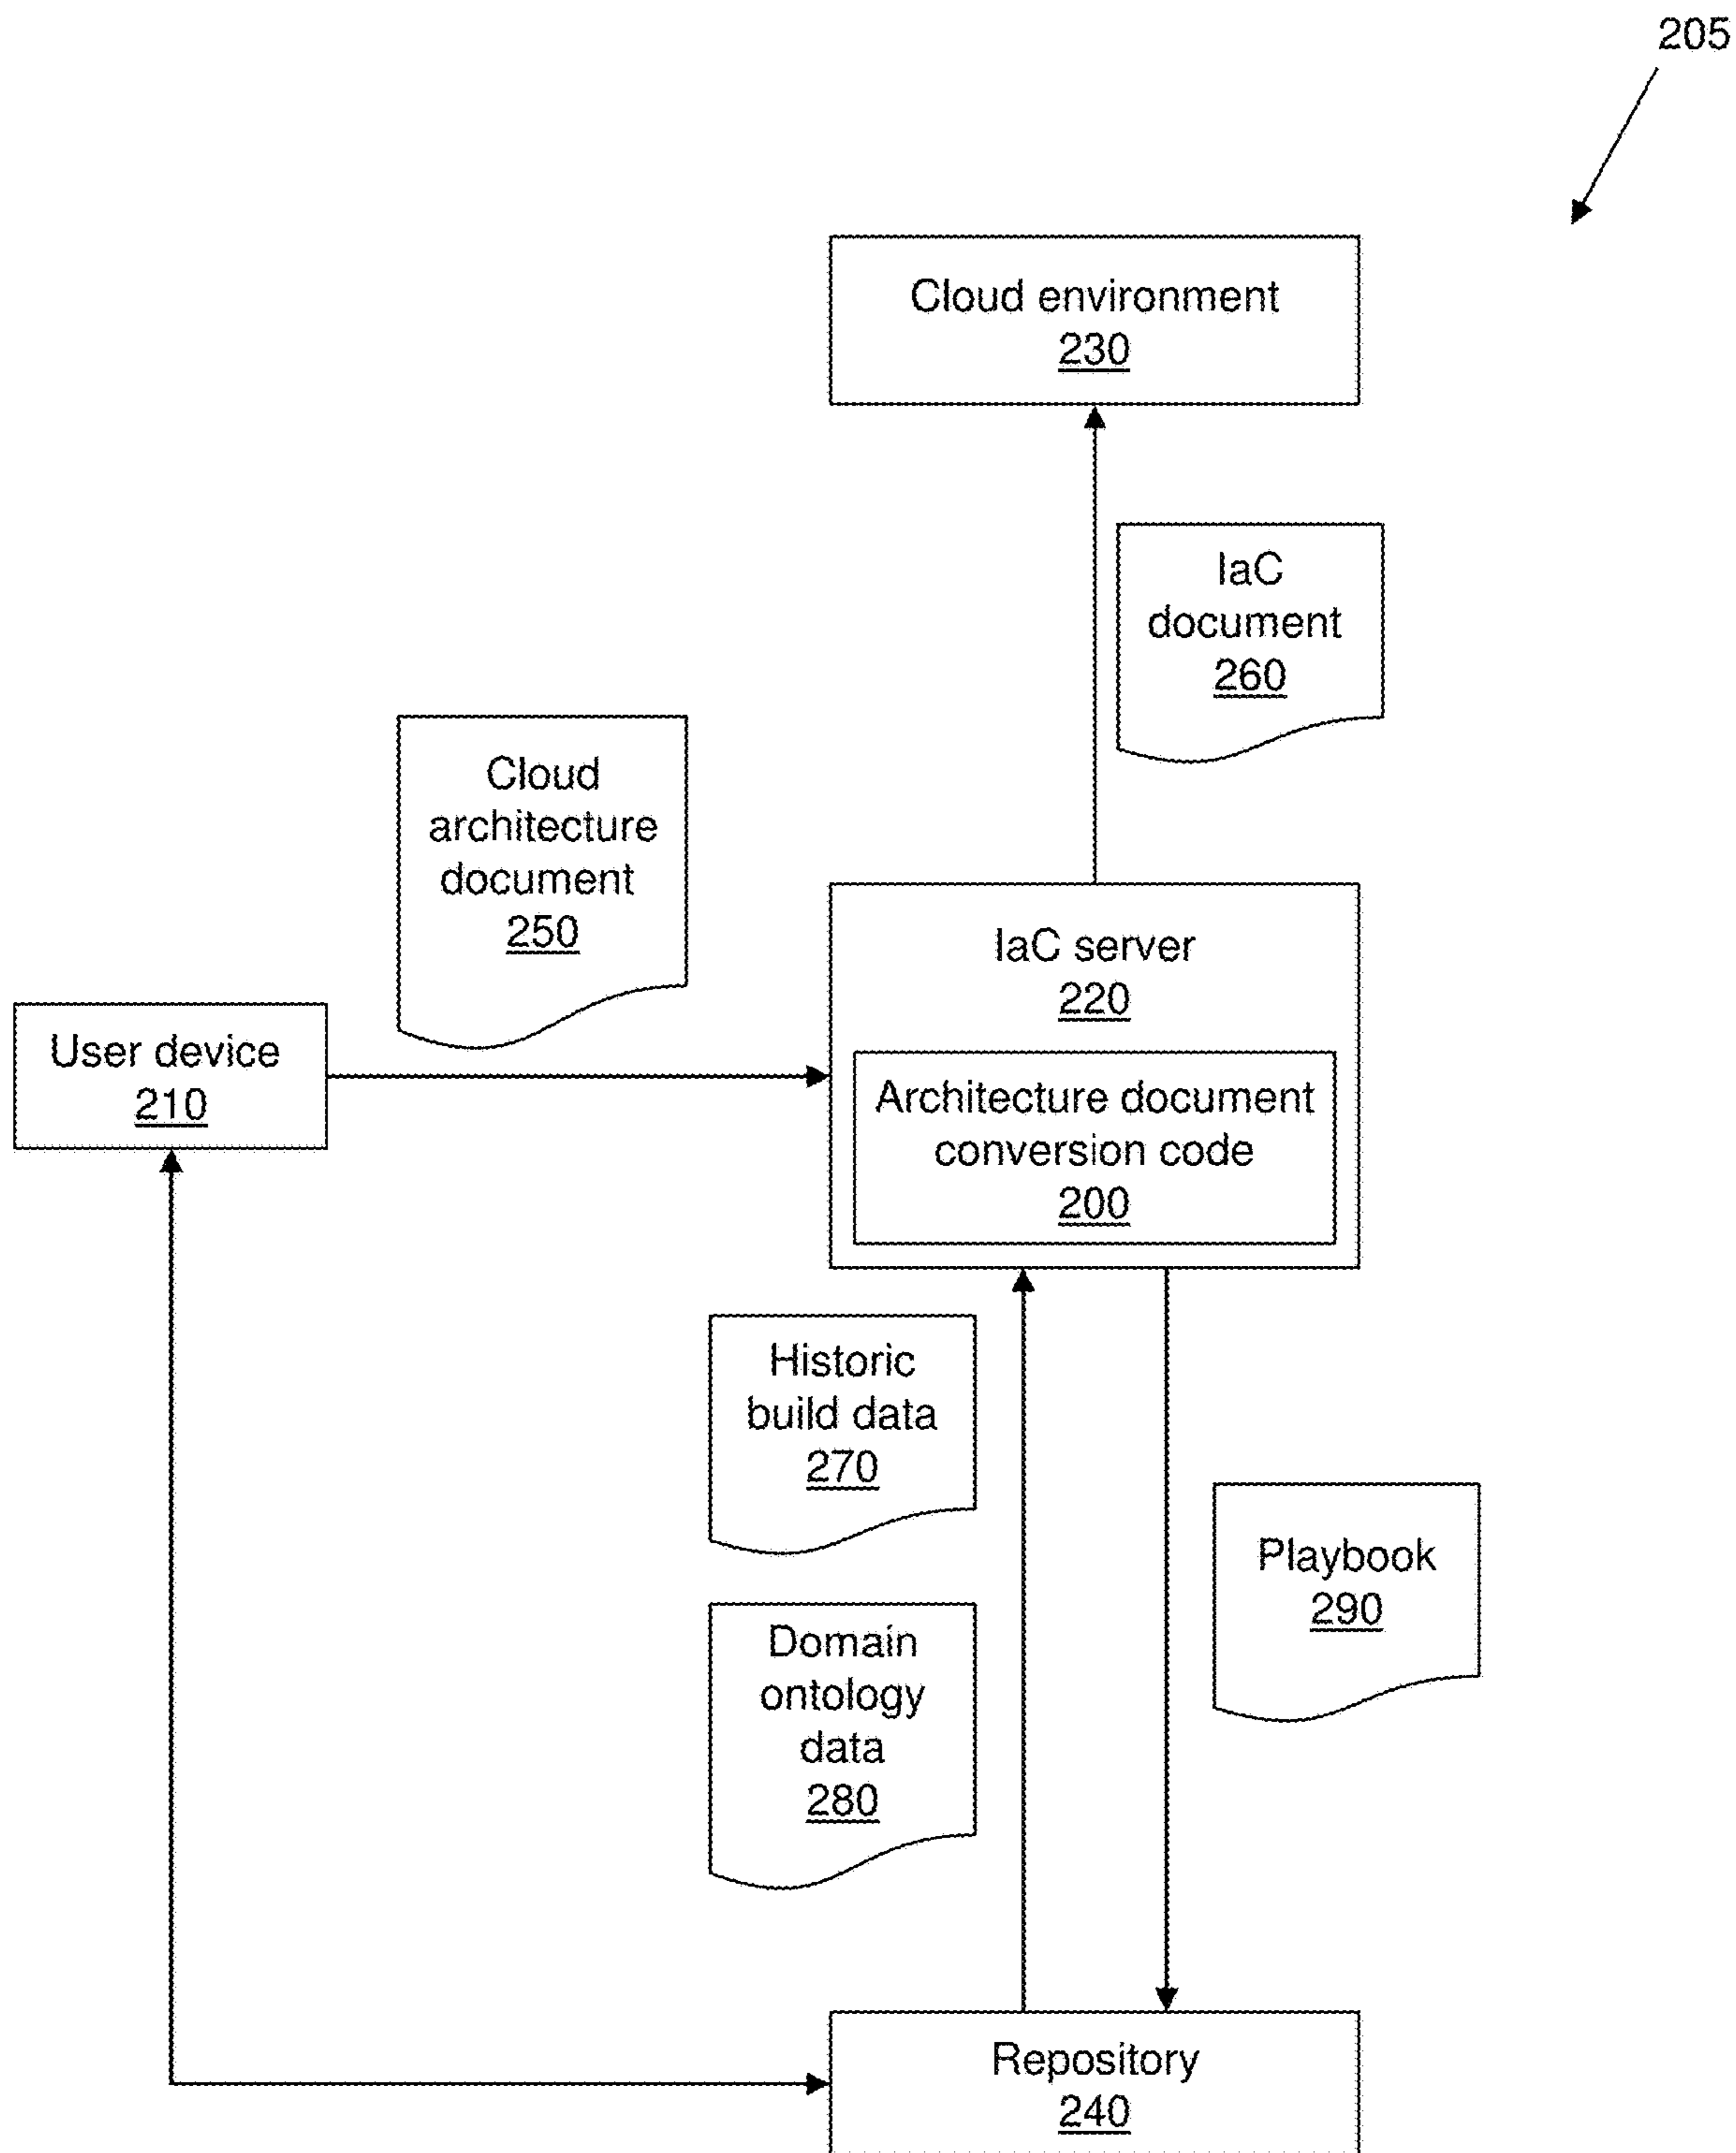 205
Cloud environment
230
IaC
document
260
Cloud
architecture
document
250
IaC server
220
User device
210
Architecture document
conversion code
200
Historic
build data
270
Playbook
290
Domain
ontology
data
280
Repository
240